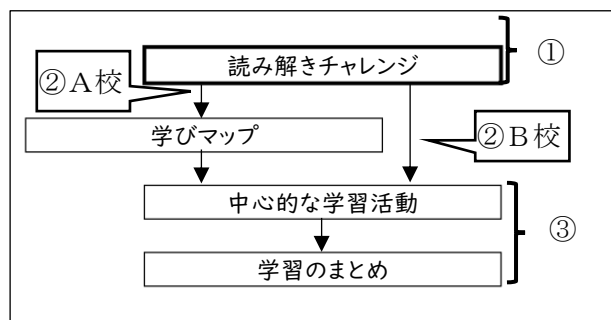 ①
読み解きチャレンジ
②A校
学びマップ
②B校
中心的な学習活動
③
学習のまとめ